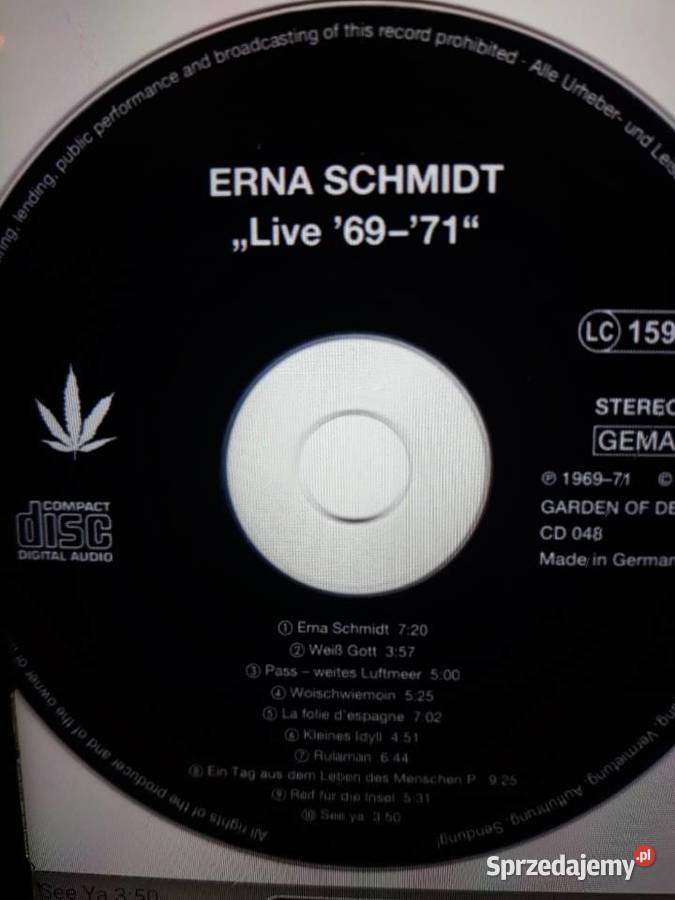 ring, lending, public performance and broadcasting of this record prohibited · Alle Urheber- und Leis
ERNA SCHMIDT
„Live ’69–’71“
LC 159
STEREO
GEMA
℗ 1969–71 ©
GARDEN OF DE
CD 048
Made in German
COMPACT
disc
DIGITAL AUDIO
① Erna Schmidt 7:20
② Weiß Gott 3:57
③ Pass – weites Luftmeer 5:00
④ Woischwiemoin 5:25
⑤ La folie d'espagne 7:02
⑥ Kleines Idyll 4:51
⑦ Rulaman 6:44
⑧ Ein Tag aus dem Leben des Menschen P. 9:25
⑨ Reif für die Insel 5:31
⑩ See ya 3:50
All rights of the producer and of the owner of
ng, Vermietung, Aufführung, Sendung!
See Ya 3:50
Sprzedajemy.pl